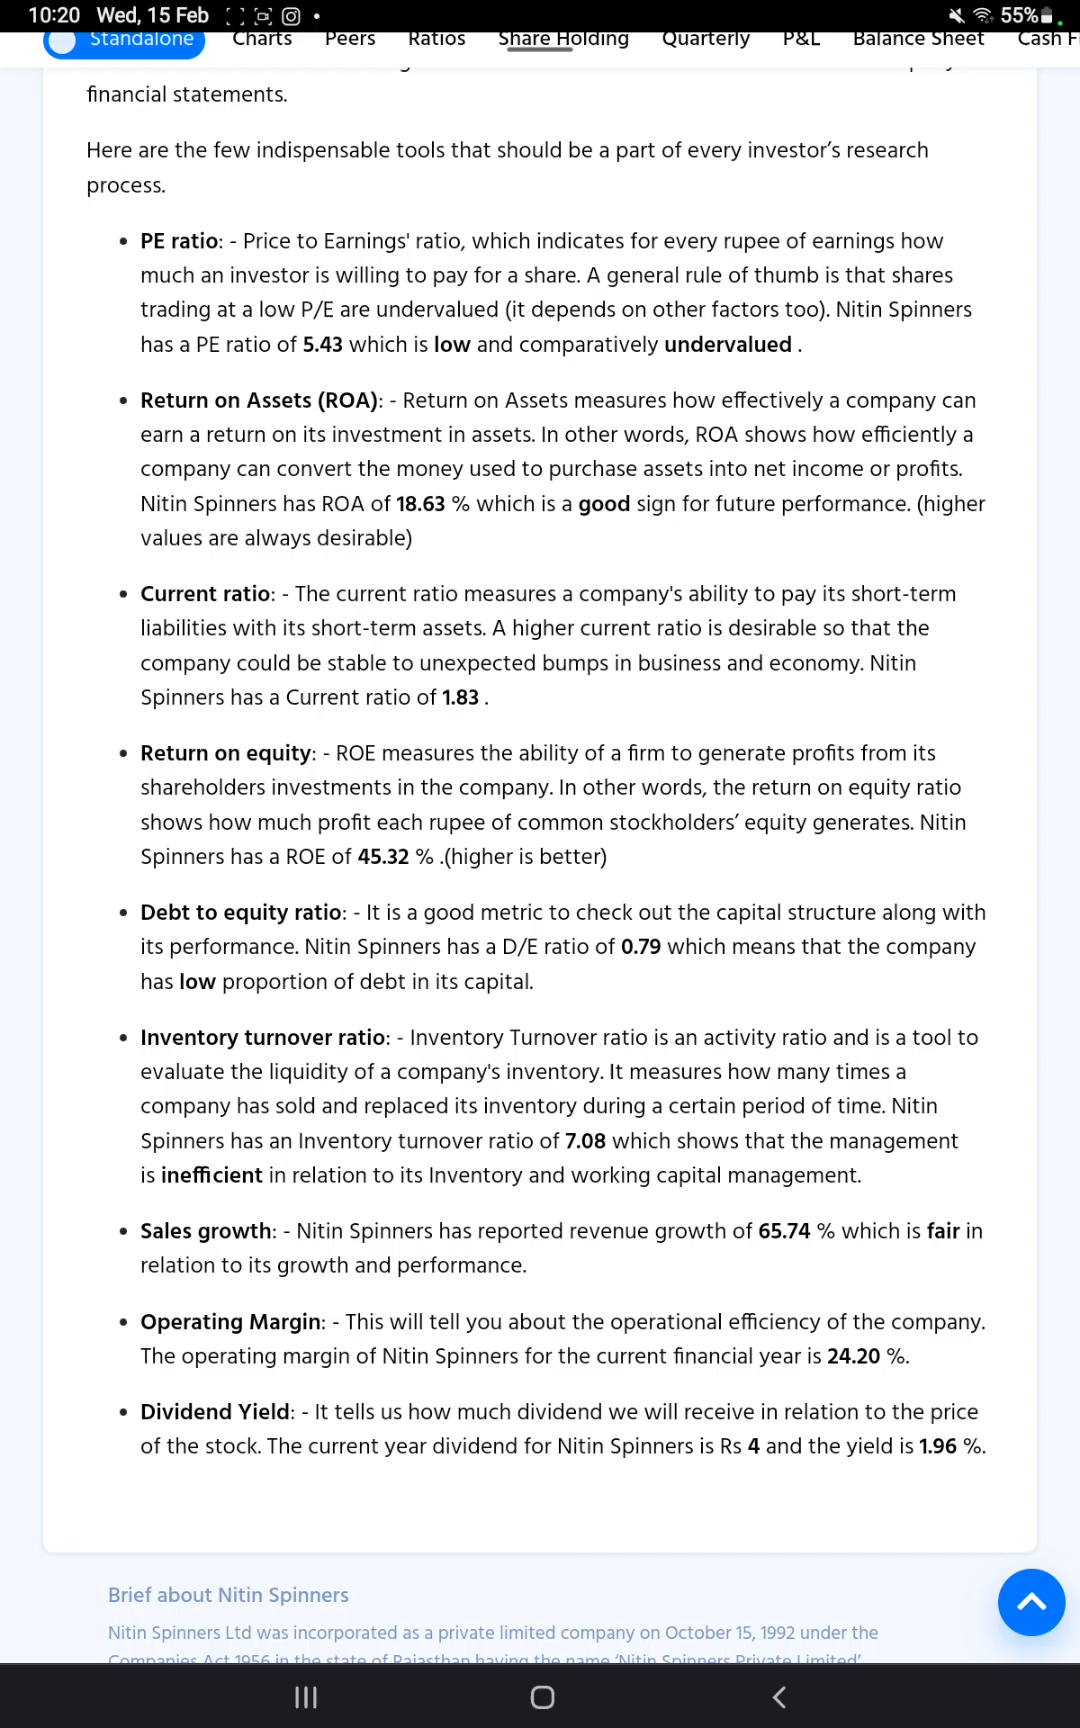 10:20 Wed, 15 Feb 55%
Standalone Charts Peers Ratios Share Holding Quarterly P&L Balance Sheet Cash
financial statements.
Here are the few indispensable tools that should be a part of every investor’s research
process.
• PE ratio: - Price to Earnings' ratio, which indicates for every rupee of earnings how
much an investor is willing to pay for a share. A general rule of thumb is that shares
trading at a low P/E are undervalued (it depends on other factors too). Nitin Spinners
has a PE ratio of 5.43 which is low and comparatively undervalued .
• Return on Assets (ROA): - Return on Assets measures how effectively a company can
earn a return on its investment in assets. In other words, ROA shows how efficiently a
company can convert the money used to purchase assets into net income or profits.
Nitin Spinners has ROA of 18.63 % which is a good sign for future performance. (higher
values are always desirable)
• Current ratio: - The current ratio measures a company's ability to pay its short-term
liabilities with its short-term assets. A higher current ratio is desirable so that the
company could be stable to unexpected bumps in business and economy. Nitin
Spinners has a Current ratio of 1.83 .
• Return on equity: - ROE measures the ability of a firm to generate profits from its
shareholders investments in the company. In other words, the return on equity ratio
shows how much profit each rupee of common stockholders’ equity generates. Nitin
Spinners has a ROE of 45.32 % .(higher is better)
• Debt to equity ratio: - It is a good metric to check out the capital structure along with
its performance. Nitin Spinners has a D/E ratio of 0.79 which means that the company
has low proportion of debt in its capital.
• Inventory turnover ratio: - Inventory Turnover ratio is an activity ratio and is a tool to
evaluate the liquidity of a company's inventory. It measures how many times a
company has sold and replaced its inventory during a certain period of time. Nitin
Spinners has an Inventory turnover ratio of 7.08 which shows that the management
is inefficient in relation to its Inventory and working capital management.
• Sales growth: - Nitin Spinners has reported revenue growth of 65.74 % which is fair in
relation to its growth and performance.
• Operating Margin: - This will tell you about the operational efficiency of the company.
The operating margin of Nitin Spinners for the current financial year is 24.20 %.
• Dividend Yield: - It tells us how much dividend we will receive in relation to the price
of the stock. The current year dividend for Nitin Spinners is Rs 4 and the yield is 1.96 %.
Brief about Nitin Spinners
Nitin Spinners Ltd was incorporated as a private limited company on October 15, 1992 under the
Companies Act 1956 in the state of Rajasthan having the name ‘Nitin Spinners Private Limited’